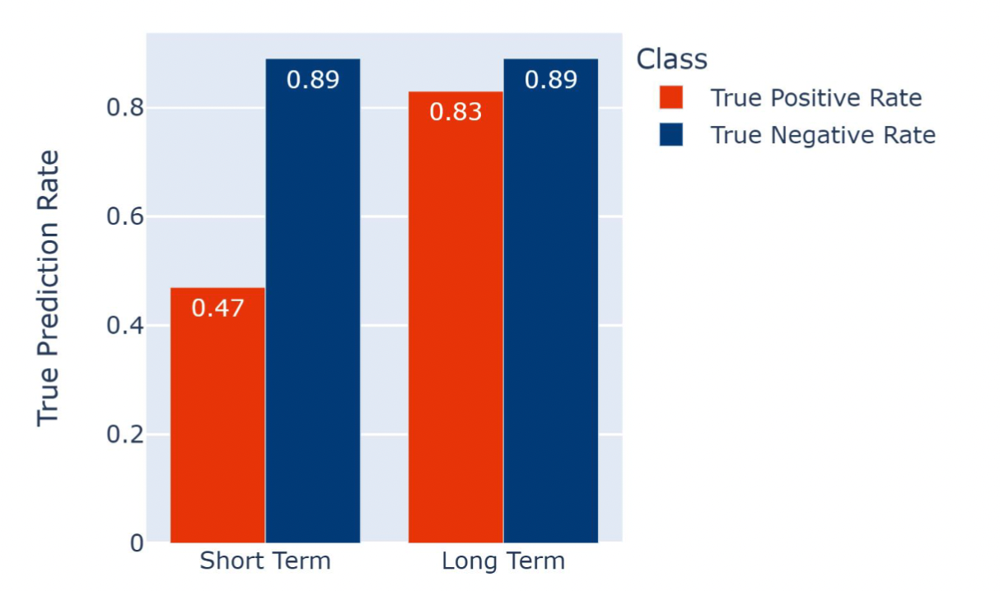 True Prediction Rate
0.8
0.6
0.4
0.2
0
0.47
0.89
0.83
0.89
Short Term
Long Term
Class
True Positive Rate
True Negative Rate